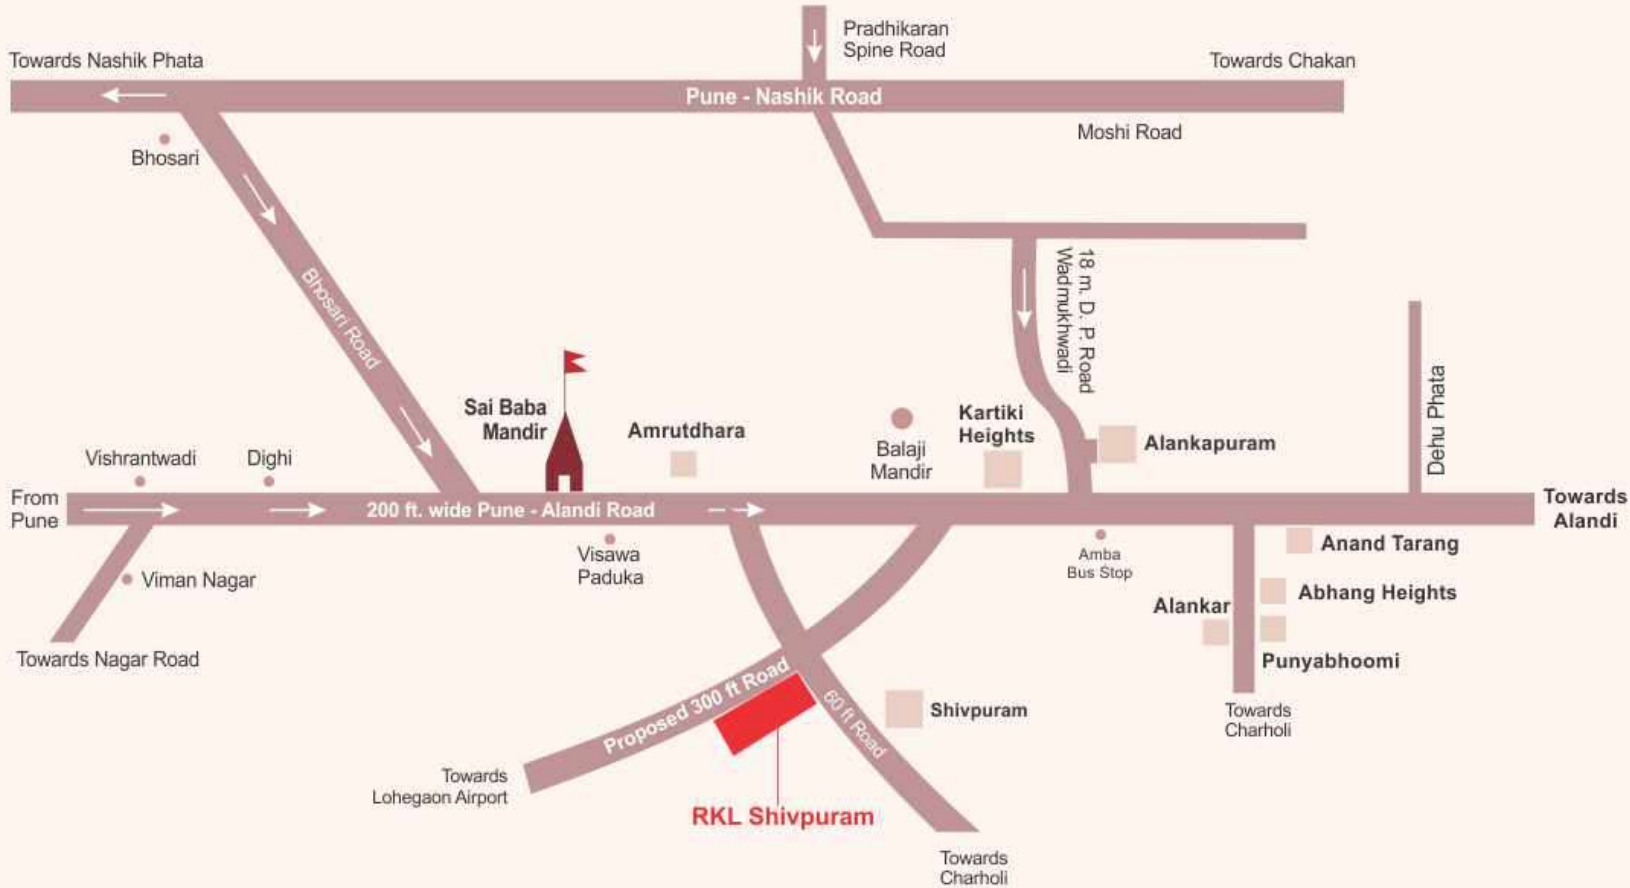 Pradhikaran
Spine Road
Towards Nashik Phata
Towards Chakan
Pune - Nashik Road
Moshi Road
Bhosari
Bhosari Road
18 m. D. P. Road
Wadmukhwadi
Dehu Phata
Sai Baba
Mandir
Amrutdhara
Balaji
Mandir
Kartiki
Heights
Alankapuram
Vishrantwadi
Dighi
From
Pune
200 ft. wide Pune - Alandi Road
Towards
Alandi
Visawa
Paduka
Amba
Bus Stop
Anand Tarang
Viman Nagar
Abhang Heights
Alankar
Punyabhoomi
Towards Nagar Road
Proposed 300 ft Road
60 ft Road
Shivpuram
Towards
Charholi
Towards
Lohegaon Airport
RKL Shivpuram
Towards
Charholi